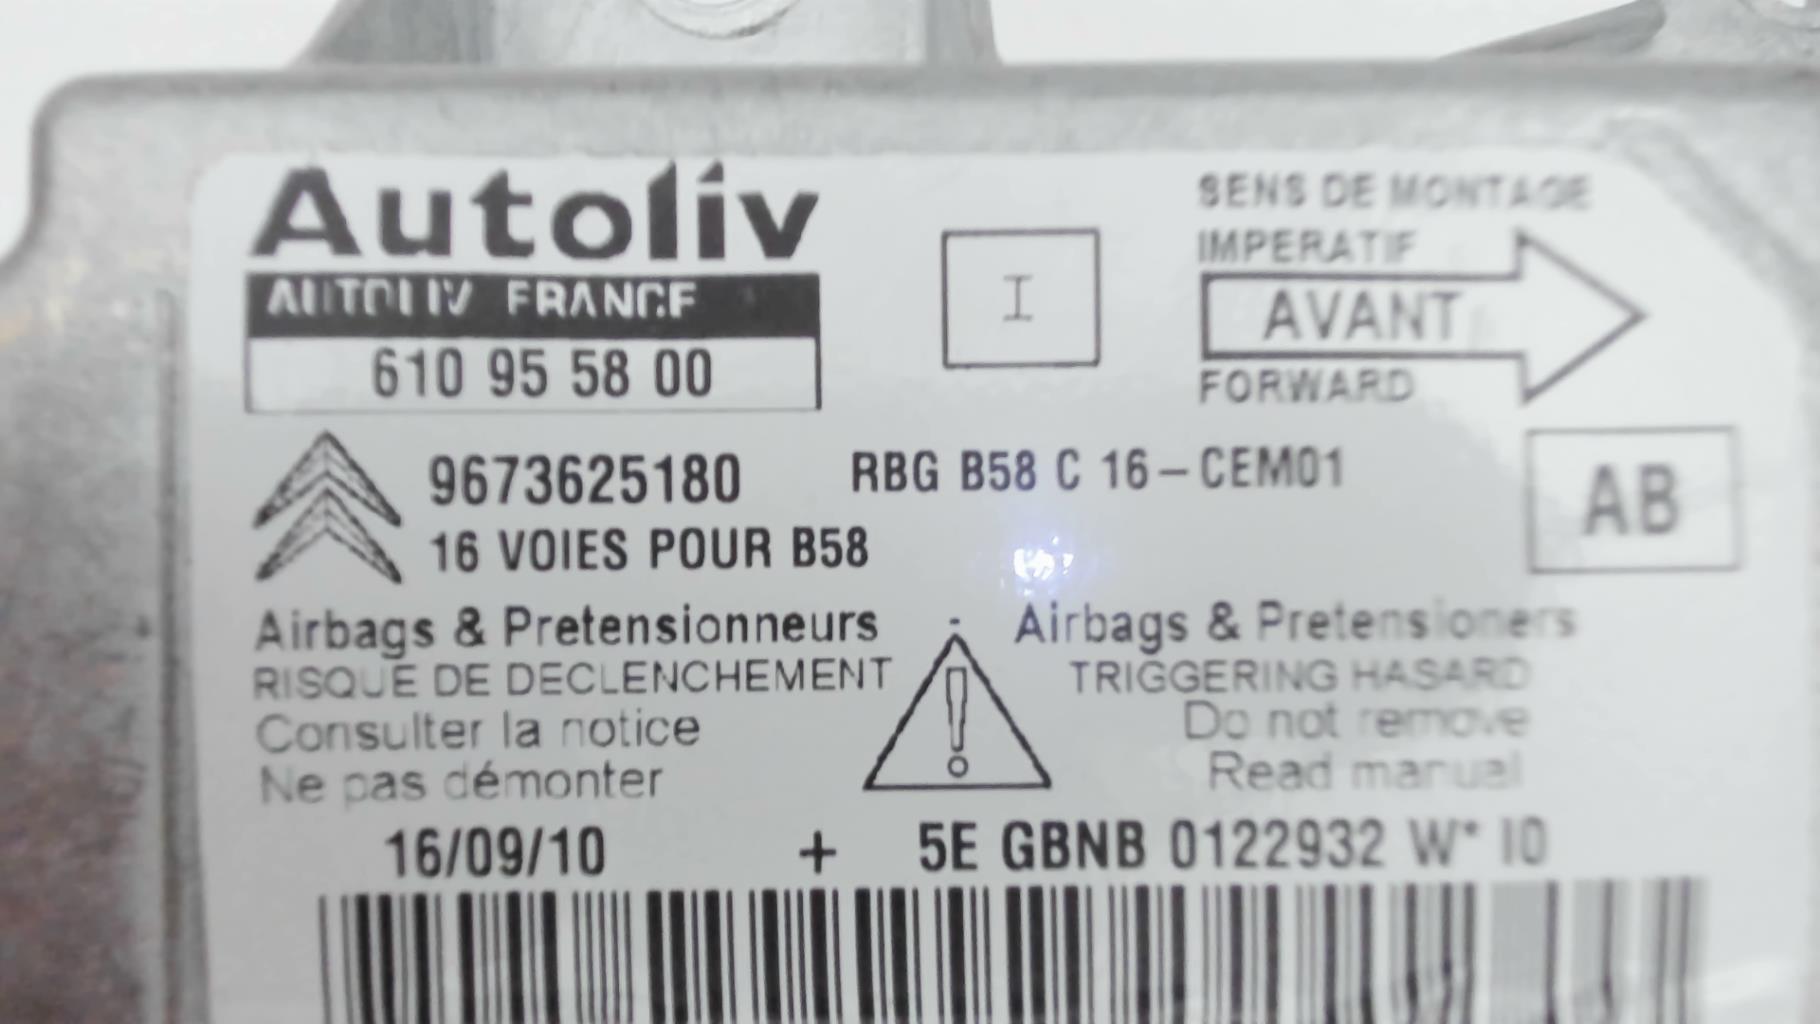 Autoliv
AUTOLIV FRANCE
610 95 58 00
I
SENS DE MONTAGE
IMPERATIF
AVANT
FORWARD
9673625180 RBG B58 C 16-CEM01
16 VOIES POUR B58
AB
Airbags & Pretensionneurs
RISQUE DE DECLENCHEMENT
Consulter la notice
Ne pas démonter
Airbags & Pretensioners
TRIGGERING HASARD
Do not remove
Read manual
16/09/10 + 5E GBNB 0122932 W* I0